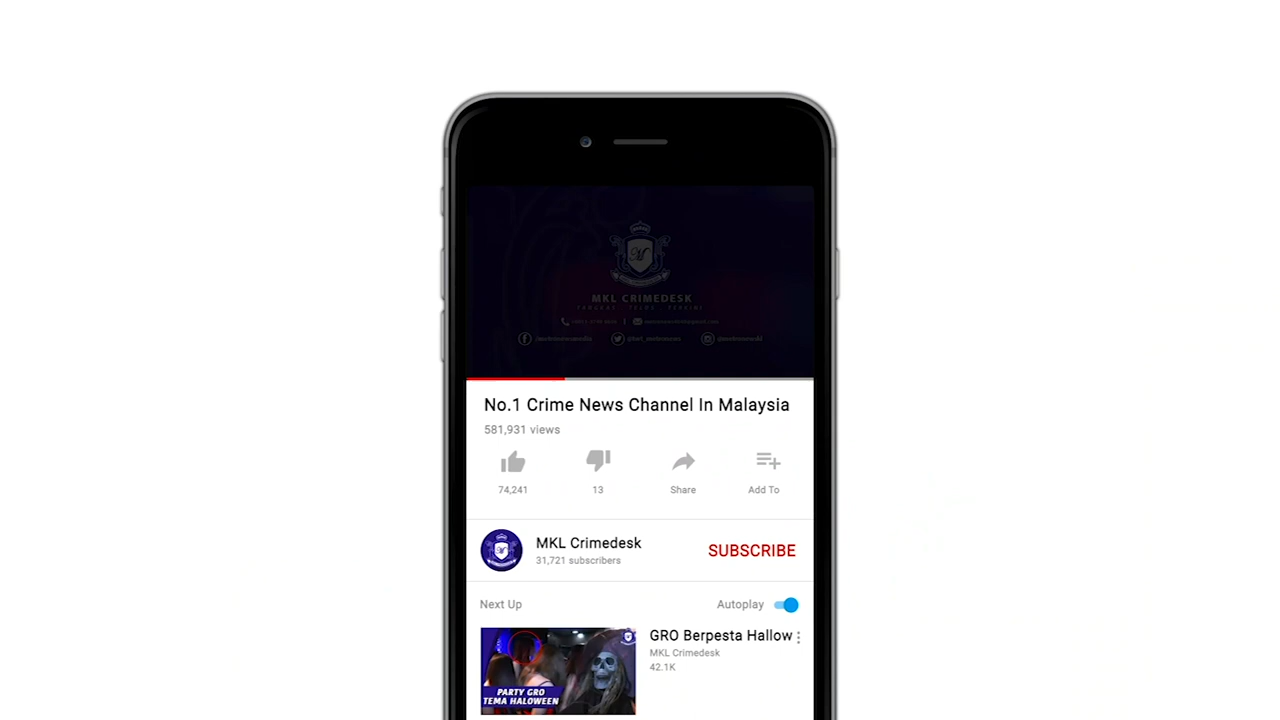 MKL CRIMEDESK
No.1 Crime News Channel In Malaysia
581,931 views
74,241
13
Share
Add To
MKL Crimedesk
SUBSCRIBE
31,721 subscribers
Next Up
Autoplay
GRO Berpesta Hallow
MKL Crimedesk
42.1K
PARTY GRO
TEMA HALOWEEN